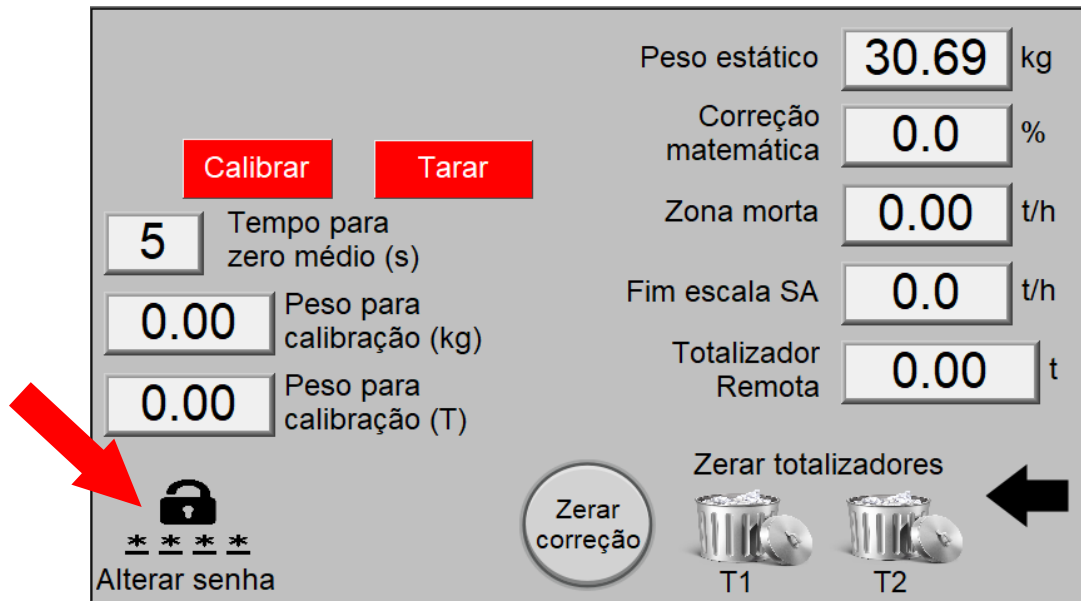 Peso estático 30.69 kg
Correção
matemática 0.0 %
Calibrar Tarar
Zona morta 0.00 t/h
5 Tempo para
zero médio (s)
Fim escala SA 0.0 t/h
0.00 Peso para
calibração (kg)
Totalizador
Remota 0.00 t
0.00 Peso para
calibração (T)
Zerar totalizadores
Zerar
correção
* * * *
Alterar senha
T1 T2